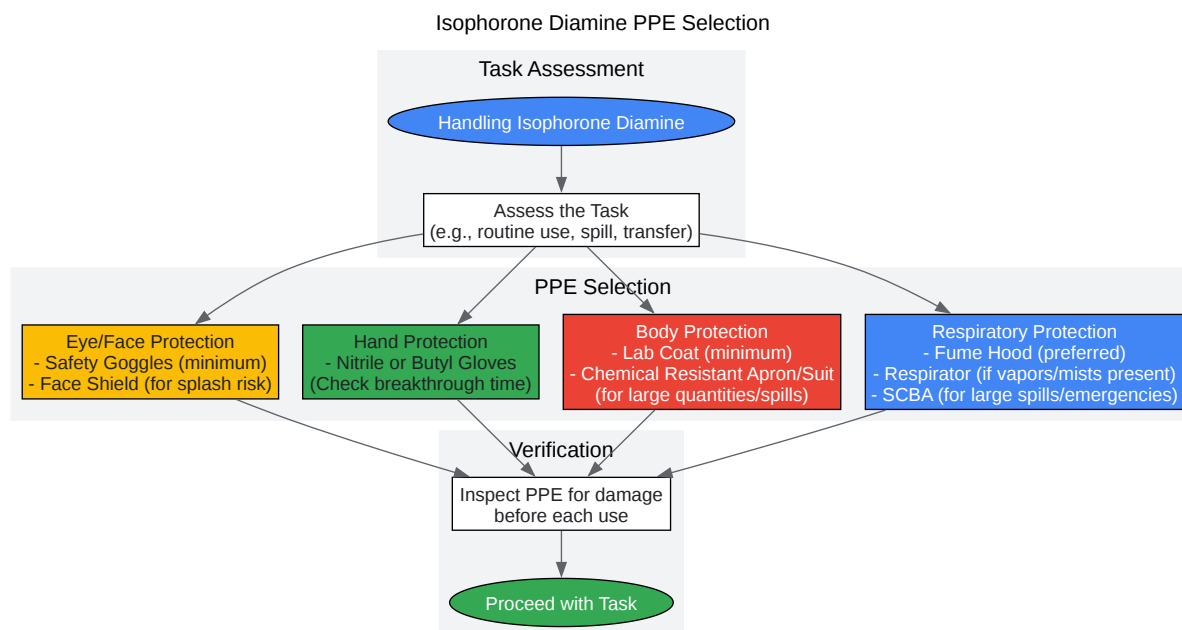 Isophorone Diamine PPE Selection
Task Assessment
Handling Isophorone Diamine
Assess the Task
(e.g., routine use, spill, transfer)
PPE Selection
Eye/Face Protection
- Safety Goggles (minimum)
- Face Shield (for splash risk)
Hand Protection
- Nitrile or Butyl Gloves
(Check breakthrough time)
Body Protection
- Lab Coat (minimum)
- Chemical Resistant Apron/Suit
(for large quantities/spills)
Respiratory Protection
- Fume Hood (preferred)
- Respirator (if vapors/mists present)
- SCBA (for large spills/emergencies)
Verification
Inspect PPE for damage
before each use
Proceed with Task